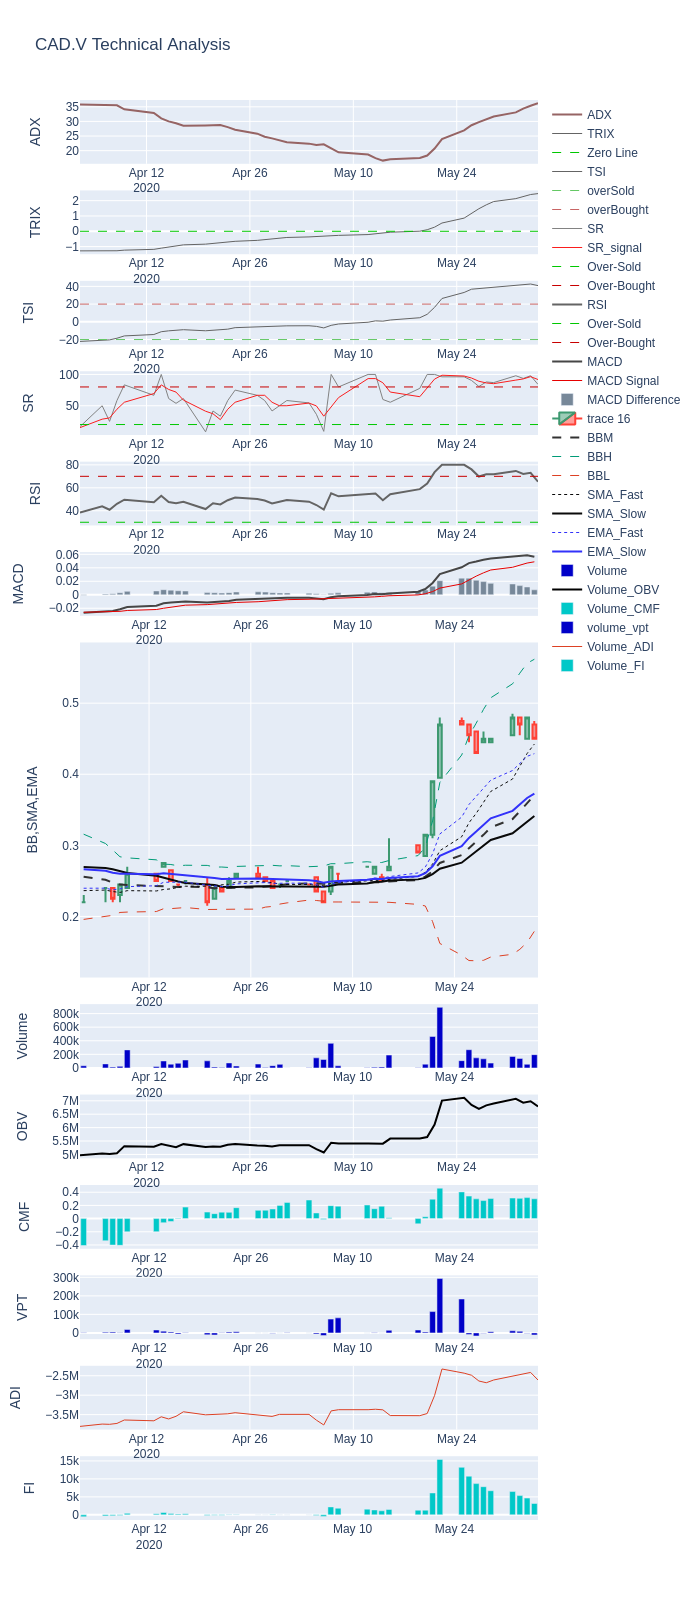 CAD.V Technical Analysis
ADX
35
30
25
20
Apr 12
2020
Apr 26
May 10
May 24
TRIX
2
1
0
−1
Apr 12
2020
Apr 26
May 10
May 24
TSI
40
20
0
−20
Apr 12
2020
Apr 26
May 10
May 24
SR
100
50
Apr 12
2020
Apr 26
May 10
May 24
RSI
80
60
40
Apr 12
2020
Apr 26
May 10
May 24
MACD
0.06
0.04
0.02
0
−0.02
Apr 12
2020
Apr 26
May 10
May 24
BB,SMA,EMA
0.5
0.4
0.3
0.2
Apr 12
2020
Apr 26
May 10
May 24
Volume
800k
600k
400k
200k
0
Apr 12
2020
Apr 26
May 10
May 24
OBV
7M
6.5M
6M
5.5M
5M
Apr 12
2020
Apr 26
May 10
May 24
CMF
0.4
0.2
0
−0.2
−0.4
Apr 12
2020
Apr 26
May 10
May 24
VPT
300k
200k
100k
0
Apr 12
2020
Apr 26
May 10
May 24
ADI
−2.5M
−3M
−3.5M
Apr 12
2020
Apr 26
May 10
May 24
FI
15k
10k
5k
0
Apr 12
2020
Apr 26
May 10
May 24
ADX
TRIX
Zero Line
TSI
overSold
overBought
SR
SR_signal
Over-Sold
Over-Bought
RSI
Over-Sold
Over-Bought
MACD
MACD Signal
MACD Difference
trace 16
BBM
BBH
BBL
SMA_Fast
SMA_Slow
EMA_Fast
EMA_Slow
Volume
Volume_OBV
Volume_CMF
volume_vpt
Volume_ADI
Volume_FI